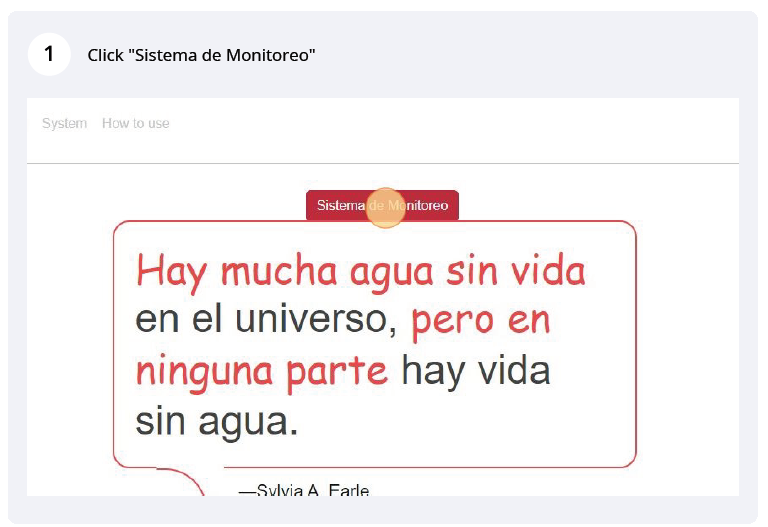 1 Click "Sistema de Monitoreo"
System How to use
Sistema de Monitoreo
Hay mucha agua sin vida
en el universo, pero en
ninguna parte hay vida
sin agua.
—Sylvia A. Earle